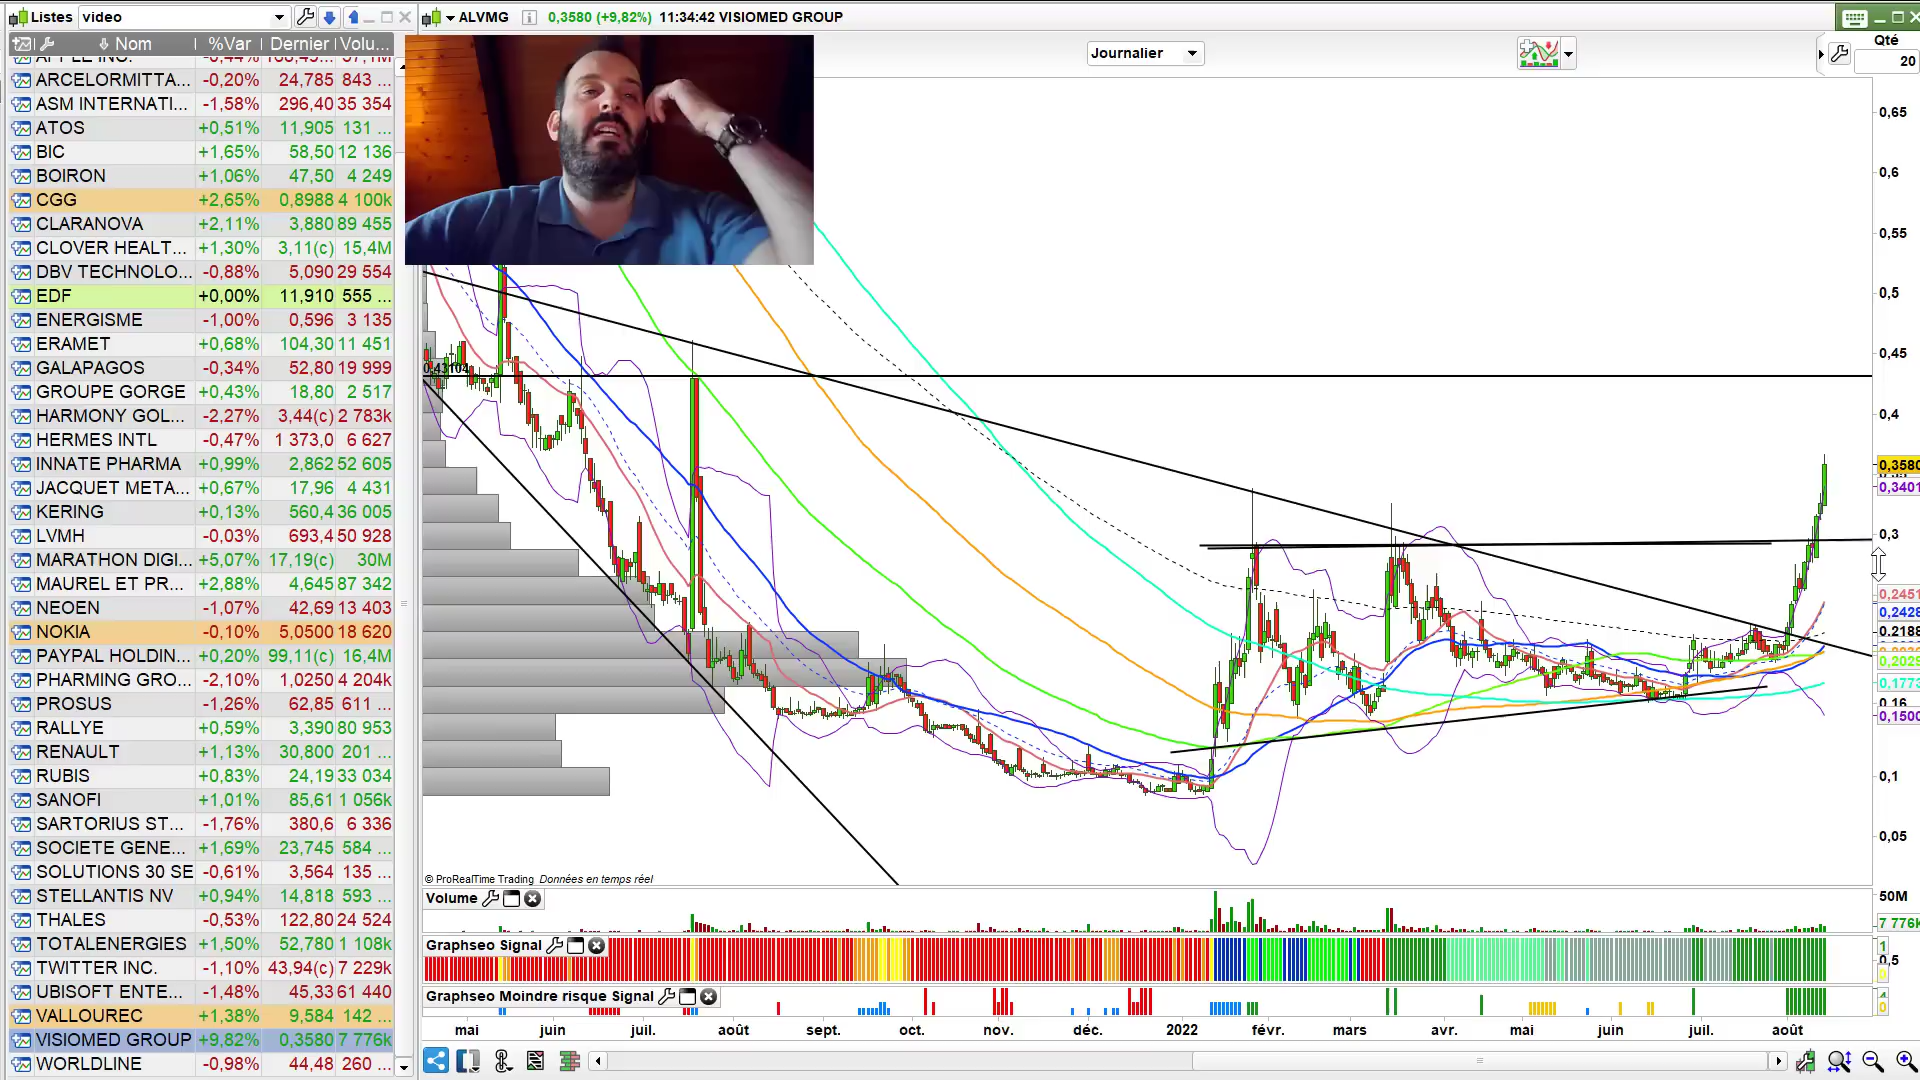 Listes video
Nom %Var Dernier Volu...
ARCELORMITTA... -0,20% 24,785 843 ...
ASM INTERNATI... -1,58% 296,40 35 354
ATOS +0,51% 11,905 131 ...
BIC +1,65% 58,50 12 136
BOIRON +1,06% 47,50 4 249
CGG +2,65% 0,8988 4 100k
CLARANOVA +2,11% 3,880 89 455
CLOVER HEALT... +1,30% 3,11(c) 15,4M
DBV TECHNOLO... -0,88% 5,090 29 554
EDF +0,00% 11,910 555 ...
ENERGISME -1,00% 0,596 3 135
ERAMET +0,68% 104,30 11 451
GALAPAGOS -0,34% 52,80 19 999
GROUPE GORGE +0,43% 18,80 2 517
HARMONY GOL... -2,27% 3,44(c) 2 783k
HERMES INTL -0,47% 1 373,0 6 627
INNATE PHARMA +0,99% 2,862 52 605
JACQUET META... +0,67% 17,96 4 431
KERING +0,13% 560,4 36 005
LVMH -0,03% 693,4 50 928
MARATHON DIGI... +5,07% 17,19(c) 30M
MAUREL ET PR... +2,88% 4,645 87 342
NEOEN -1,07% 42,69 13 403
NOKIA -0,10% 5,0500 18 620
PAYPAL HOLDIN... +0,20% 99,11(c) 16,4M
PHARMING GRO... -2,10% 1,0250 4 204k
PROSUS -1,26% 62,85 611 ...
RALLYE +0,59% 3,390 80 953
RENAULT +1,13% 30,800 201 ...
RUBIS +0,83% 24,19 33 034
SANOFI +1,01% 85,61 1 056k
SARTORIUS ST... -1,76% 380,6 6 336
SOCIETE GENE... +1,69% 23,745 584 ...
SOLUTIONS 30 SE -0,61% 3,564 135 ...
STELLANTIS NV +0,94% 14,818 593 ...
THALES -0,53% 122,80 24 524
TOTALENERGIES +1,50% 52,780 1 108k
TWITTER INC. -1,10% 43,94(c) 7 229k
UBISOFT ENTE... -1,48% 45,33 61 440
VALLOUREC +1,38% 9,584 142 ...
VISIOMED GROUP +9,82% 0,3580 7 776k
WORLDLINE -0,98% 44,48 260 ...
ALVMG 0,3580 (+9,82%) 11:34:42 VISIOMED GROUP
Journalier
Qté
20
0,65
0,6
0,55
0,5
0,45
0,43104
0,4
0,3580
0,3401
0,3
0,2451
0,2428
0,2188
0,2029
0,1773
0,16
0,1500
0,1
0,05
© ProRealTime Trading Données en temps réel
Volume
50M
7 776k
Graphseo Signal
1
0,5
0
Graphseo Moindre risque Signal
0
mai juin juil. août sept. oct. nov. déc. 2022 févr. mars avr. mai juin juil. août